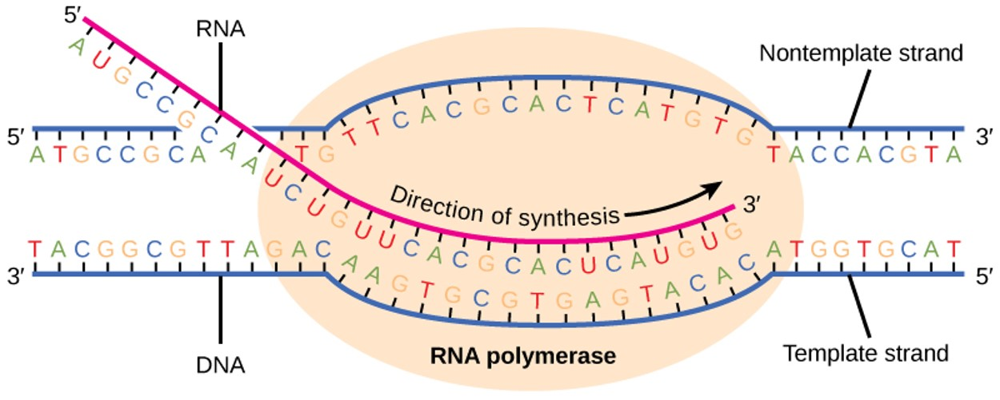 5′
RNA
Nontemplate strand
A U G C C G C A A U C U G U U C A C G C A C U C A U G U G
T T C A C G C A C T C A T G T G
5′
3′
A T G C C G C A
T G
T A C C A C G T A
Direction of synthesis
3′
T A C G G C G T T A G A C
A A G T G C G T G A G T A C A C
A T G G T G C A T
3′
5′
RNA polymerase
DNA
Template strand